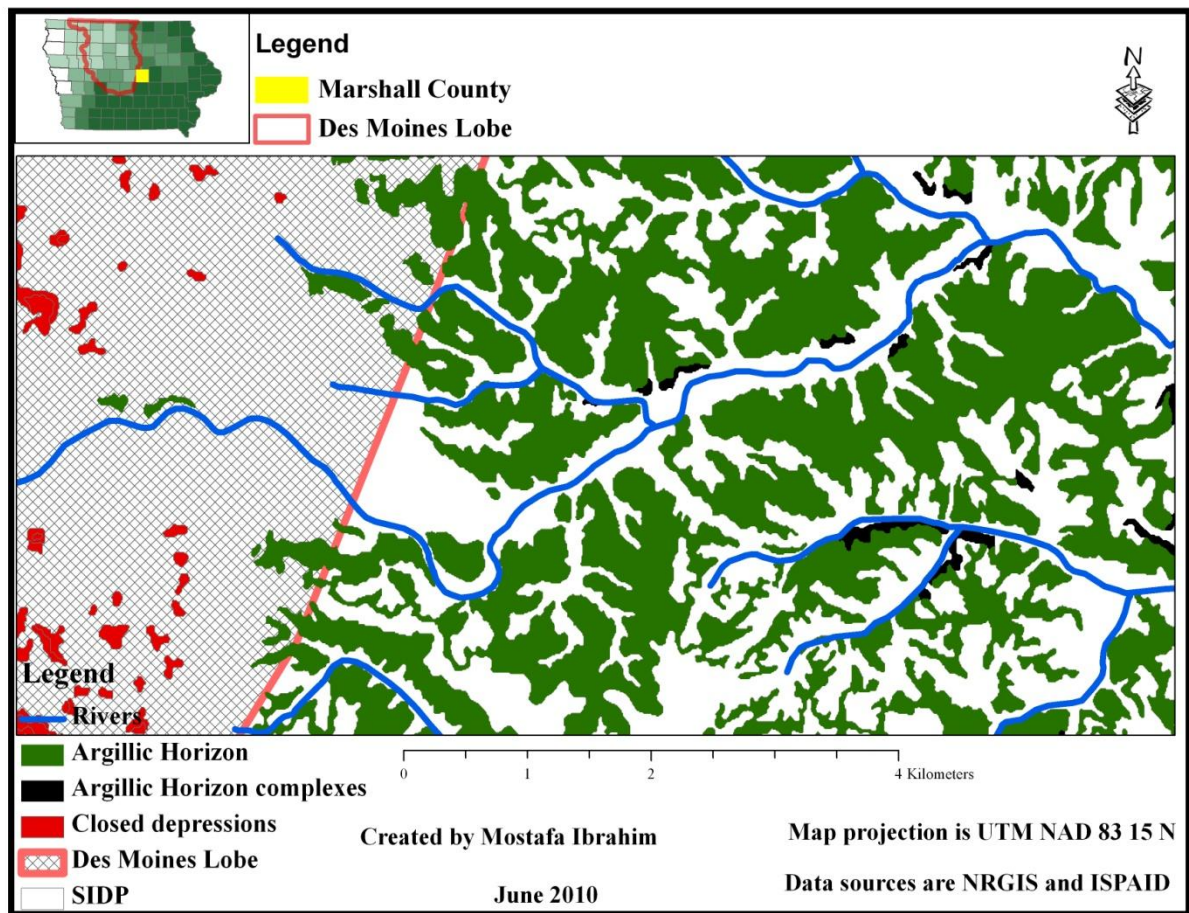 Legend
Marshall County
Des Moines Lobe
N
Legend
Rivers
Argillic Horizon
Argillic Horizon complexes
Closed depressions
Des Moines Lobe
SIDP
0 1 2 4 Kilometers
Created by Mostafa Ibrahim
June 2010
Map projection is UTM NAD 83 15 N
Data sources are NRGIS and ISPAID